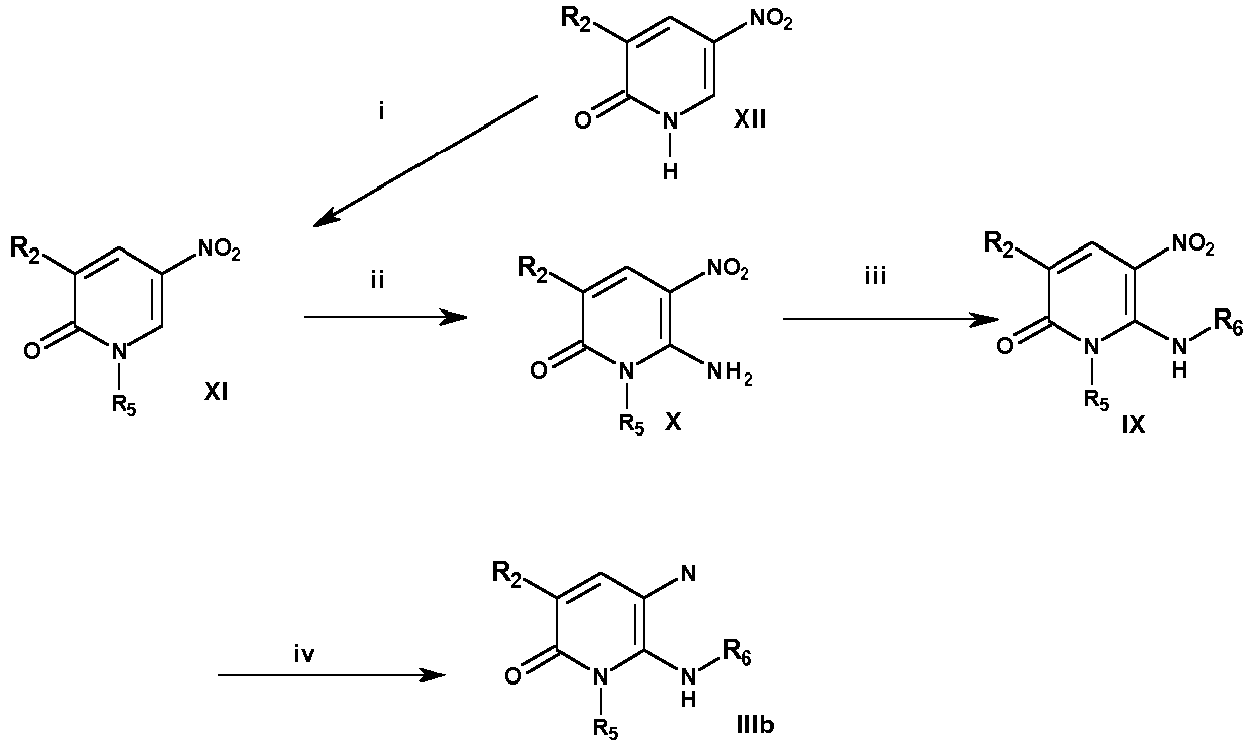 R2 NO2
O N XII
H
i
R2 NO2
O N XI
R5
ii
R2 NO2
O N NH2
R5 X
iii
R2 NO2
O N N R6
H
R5 IX
iv
R2 N
O N N R6
H
R5 IIIb